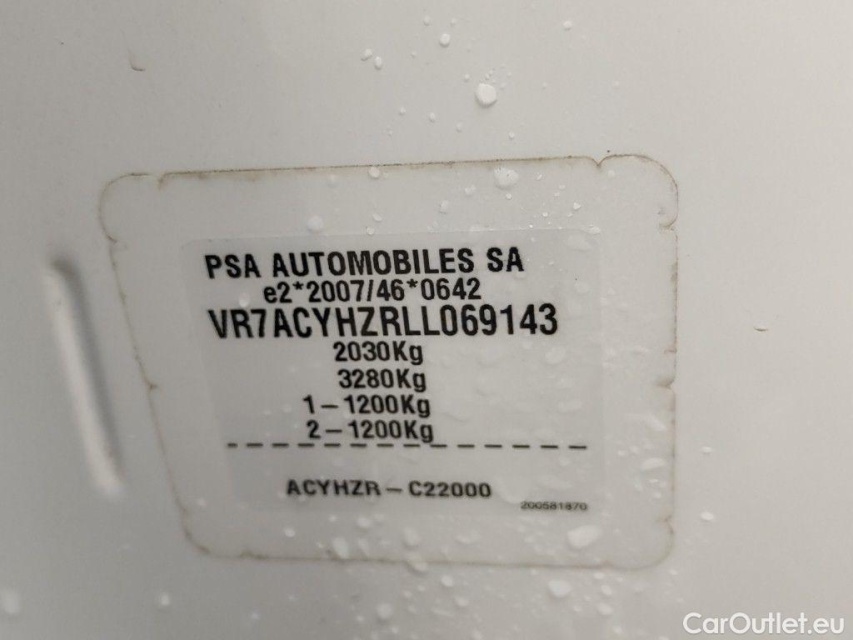 PSA AUTOMOBILES SA
e2*2007/46*0642
VR7ACYHZRLL069143
2030Kg
3280Kg
1-1200Kg
2-1200Kg
ACYHZR-C22000
200581870
CarOutlet.eu